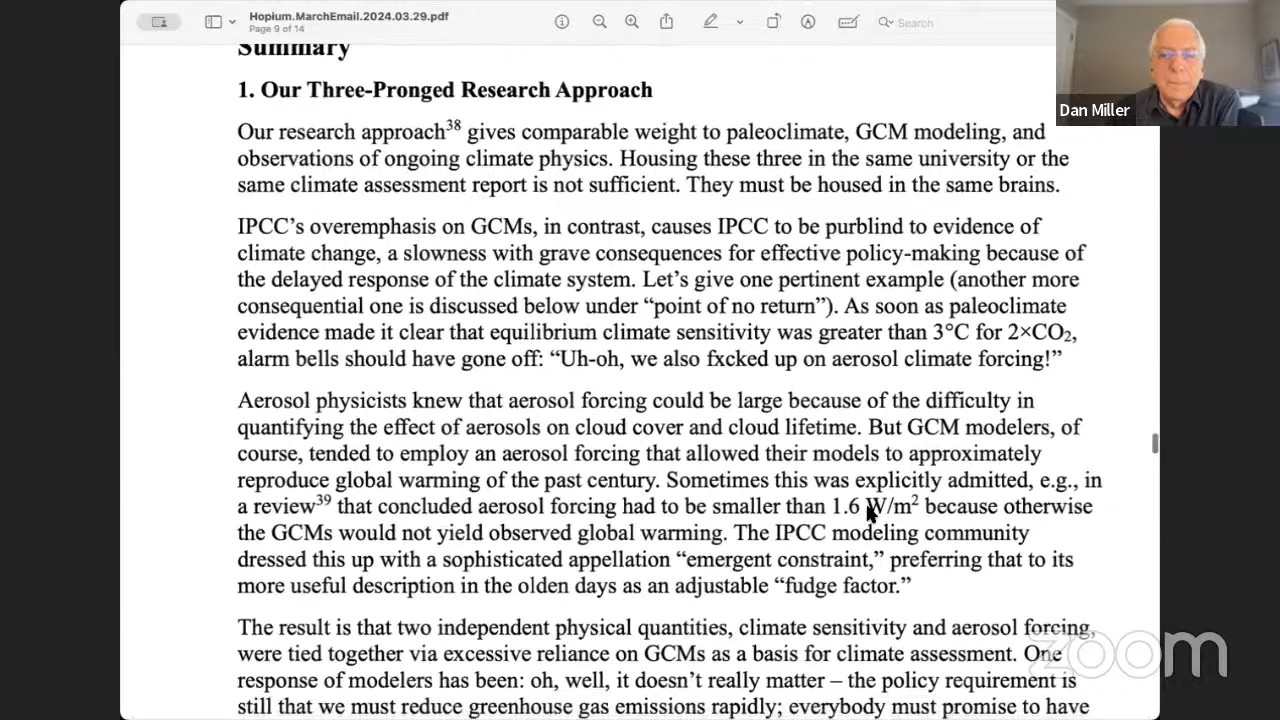 Hopium.MarchEmail.2024.03.29.pdf
Page 9 of 14
Search
Dan Miller
Summary
1. Our Three-Pronged Research Approach
Our research approach38 gives comparable weight to paleoclimate, GCM modeling, and
observations of ongoing climate physics. Housing these three in the same university or the
same climate assessment report is not sufficient. They must be housed in the same brains.
IPCC’s overemphasis on GCMs, in contrast, causes IPCC to be purblind to evidence of
climate change, a slowness with grave consequences for effective policy-making because of
the delayed response of the climate system. Let’s give one pertinent example (another more
consequential one is discussed below under “point of no return”). As soon as paleoclimate
evidence made it clear that equilibrium climate sensitivity was greater than 3°C for 2×CO2,
alarm bells should have gone off: “Uh-oh, we also fxcked up on aerosol climate forcing!”
Aerosol physicists knew that aerosol forcing could be large because of the difficulty in
quantifying the effect of aerosols on cloud cover and cloud lifetime. But GCM modelers, of
course, tended to employ an aerosol forcing that allowed their models to approximately
reproduce global warming of the past century. Sometimes this was explicitly admitted, e.g., in
a review39 that concluded aerosol forcing had to be smaller than 1.6 W/m2 because otherwise
the GCMs would not yield observed global warming. The IPCC modeling community
dressed this up with a sophisticated appellation “emergent constraint,” preferring that to its
more useful description in the olden days as an adjustable “fudge factor.”
The result is that two independent physical quantities, climate sensitivity and aerosol forcing,
were tied together via excessive reliance on GCMs as a basis for climate assessment. One
response of modelers has been: oh, well, it doesn’t really matter – the policy requirement is
still that we must reduce greenhouse gas emissions rapidly; everybody must promise to have
zoom